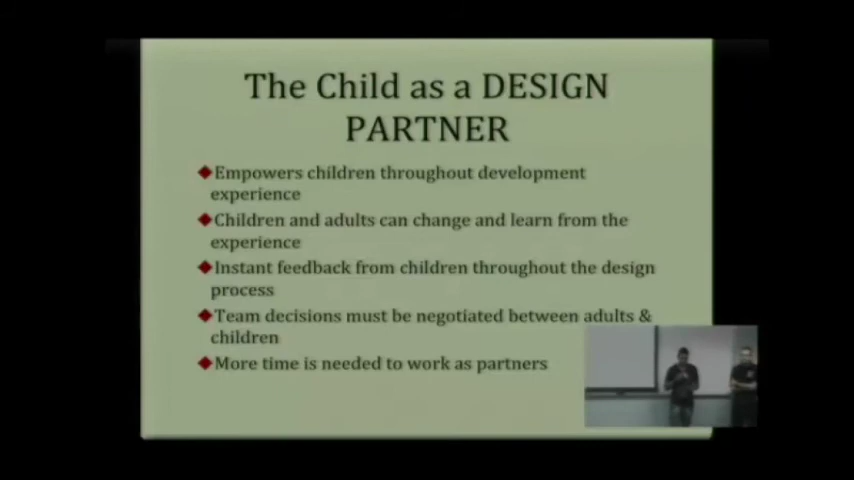 The Child as a DESIGN
PARTNER
Empowers children throughout development
experience
Children and adults can change and learn from the
experience
Instant feedback from children throughout the design
process
Team decisions must be negotiated between adults &
children
More time is needed to work as partners